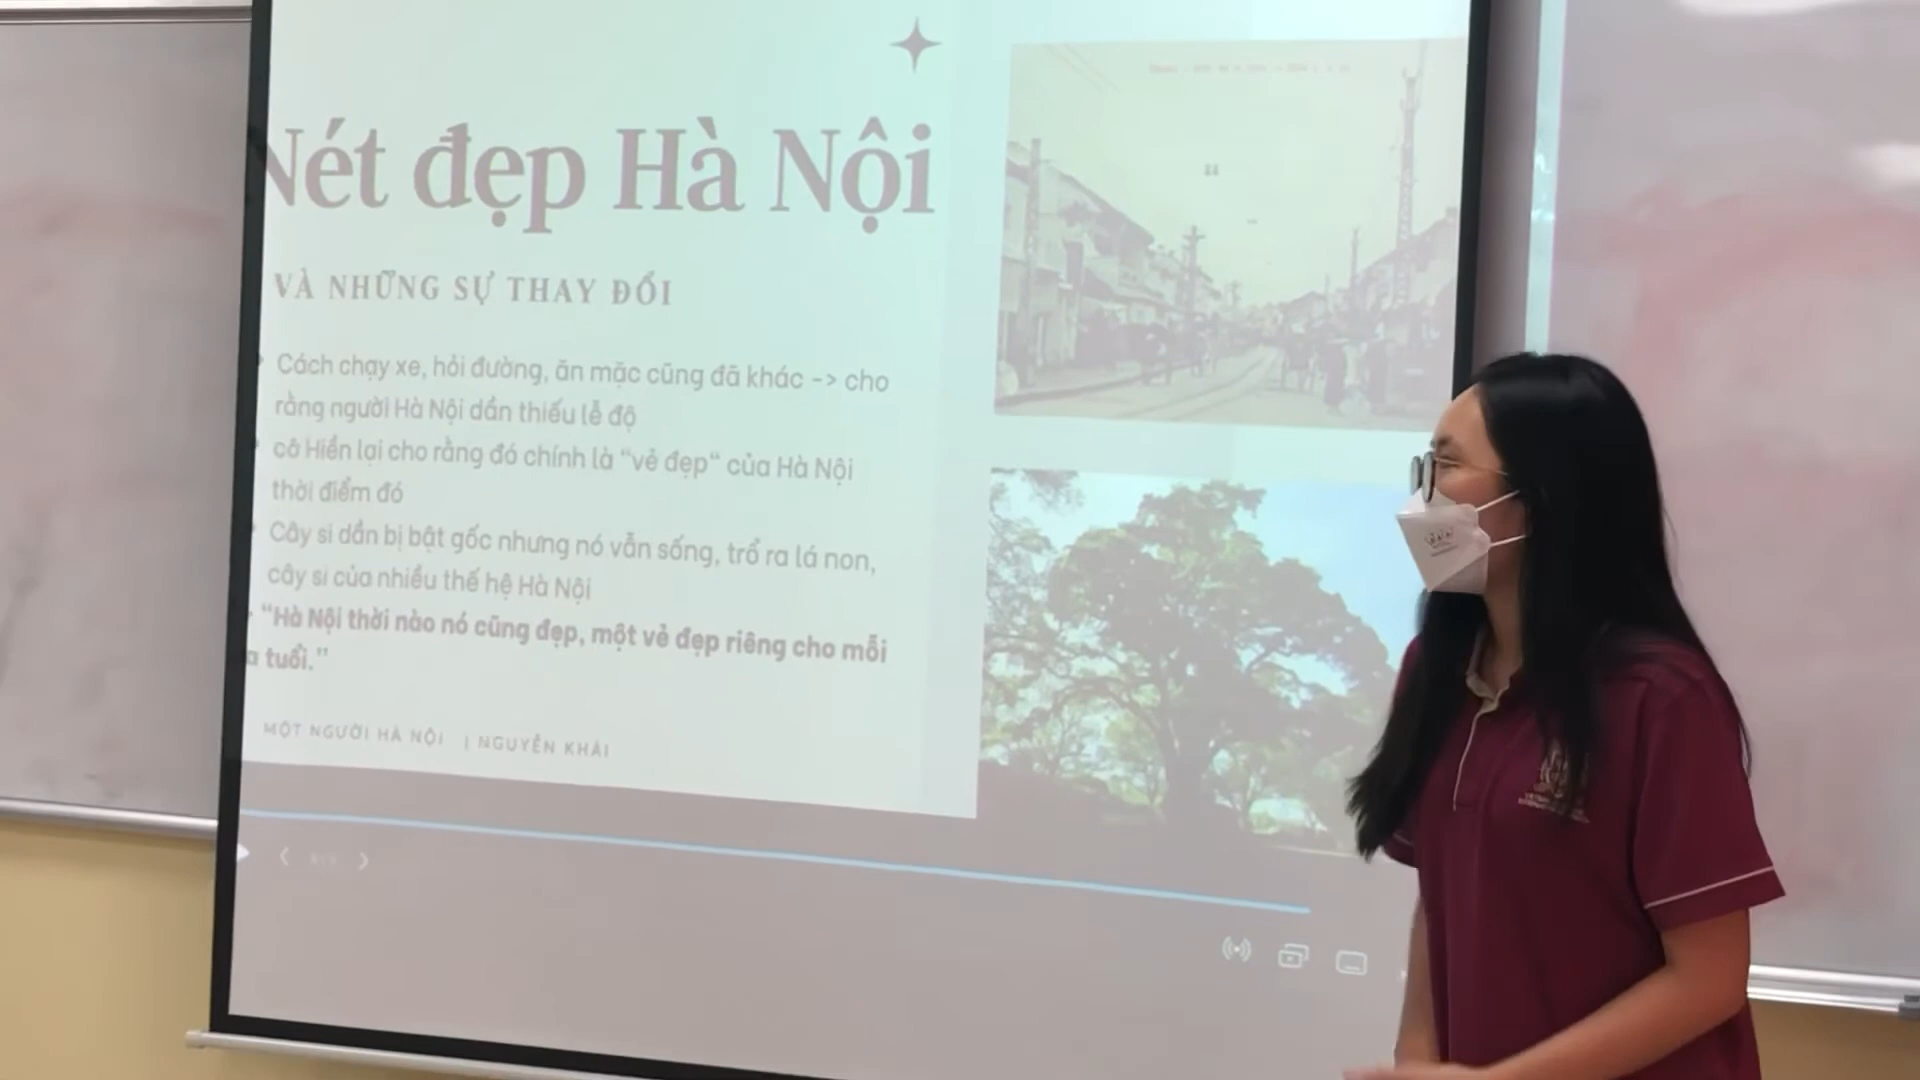 Nét đẹp Hà Nội
VÀ NHỮNG SỰ THAY ĐỔI
Cách chạy xe, hỏi đường, ăn mặc cũng đã khác -> cho
rằng người Hà Nội dần thiếu lễ độ
cô Hiền lại cho rằng đó chính là “vẻ đẹp“ của Hà Nội
thời điểm đó
Cây si dần bị bật gốc nhưng nó vẫn sống, trổ ra lá non,
cây si của nhiều thế hệ Hà Nội
“Hà Nội thời nào nó cũng đẹp, một vẻ đẹp riêng cho mỗi
a tuổi.”
MỘT NGƯỜI HÀ NỘI | NGUYỄN KHẢI